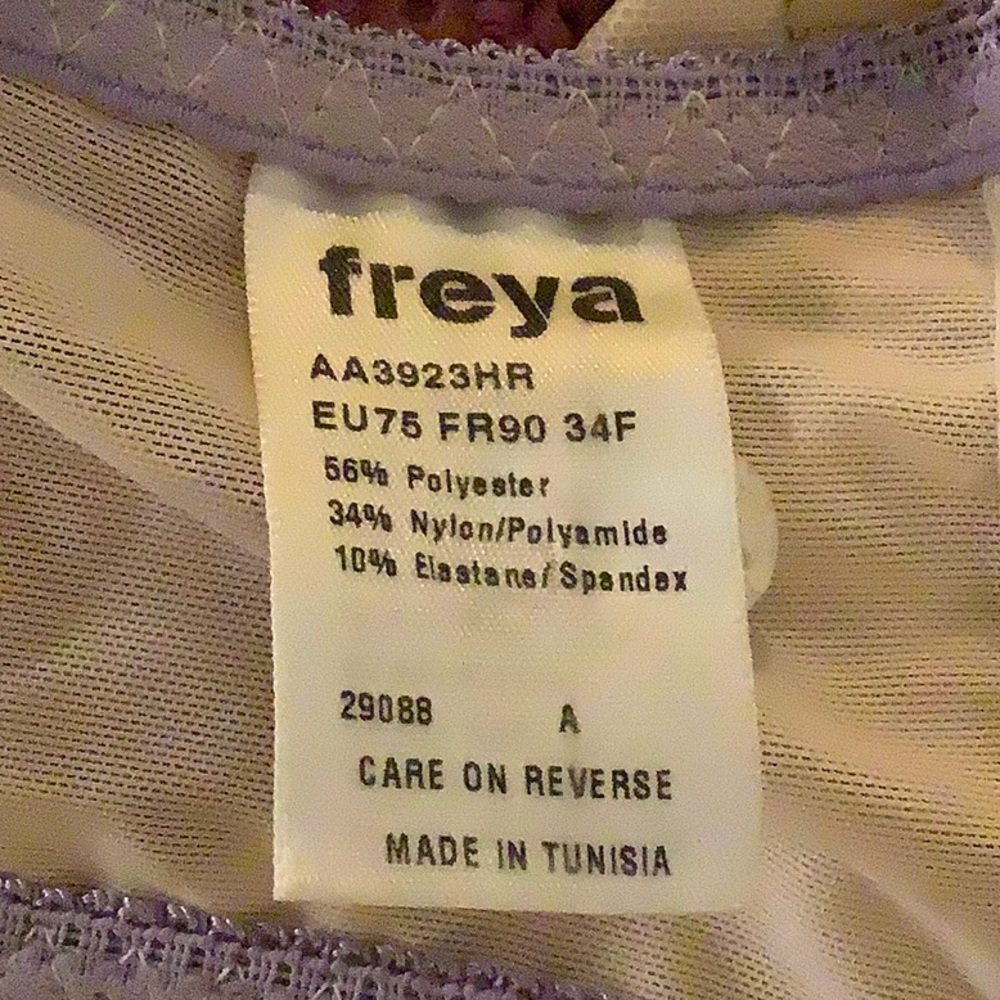 freya
AA3923HR
EU75 FR90 34F
56% Polyester
34% Nylon/Polyamide
10% Elastane/Spandex
29088 A
CARE ON REVERSE
MADE IN TUNISIA